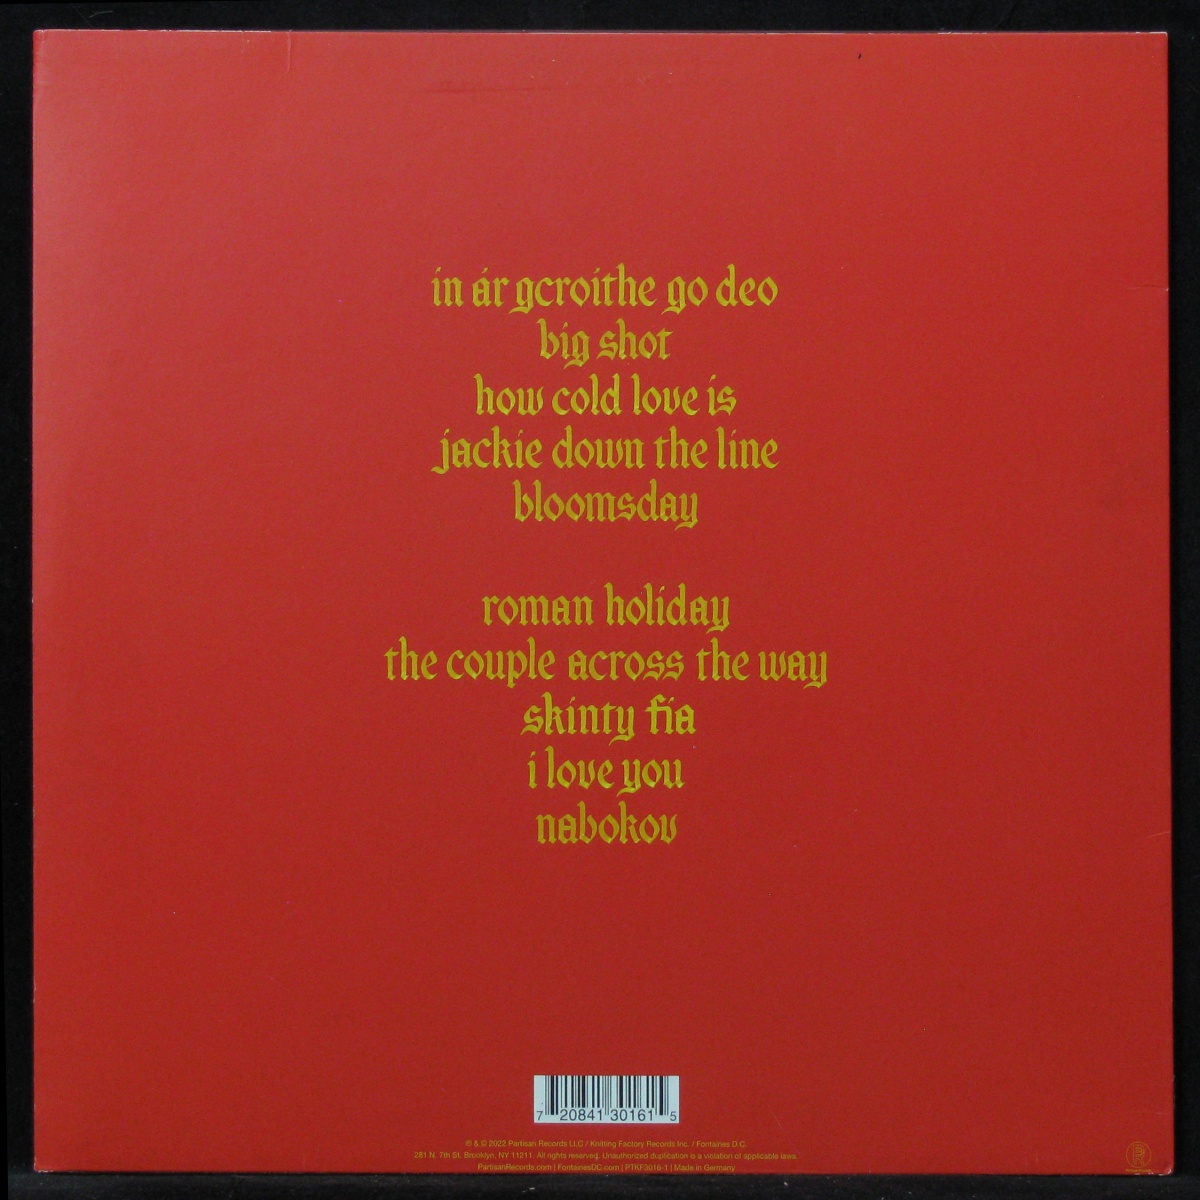 in ár gcroíthe go deo
big shot
how cold love is
jackie down the line
bloomsday
roman holiday
the couple across the way
skinty fia
i love you
nabokov
7 20841 30161 5
℗ & © 2022 Partisan Records LLC / Knitting Factory Records Inc. / Fontaines D.C.
281 N. 7th St. Brooklyn, NY 11211. All rights reserved. Unauthorized duplication is a violation of applicable laws.
PartisanRecords.com | FontainesDC.com | PTKF3016-1 | Made in Germany